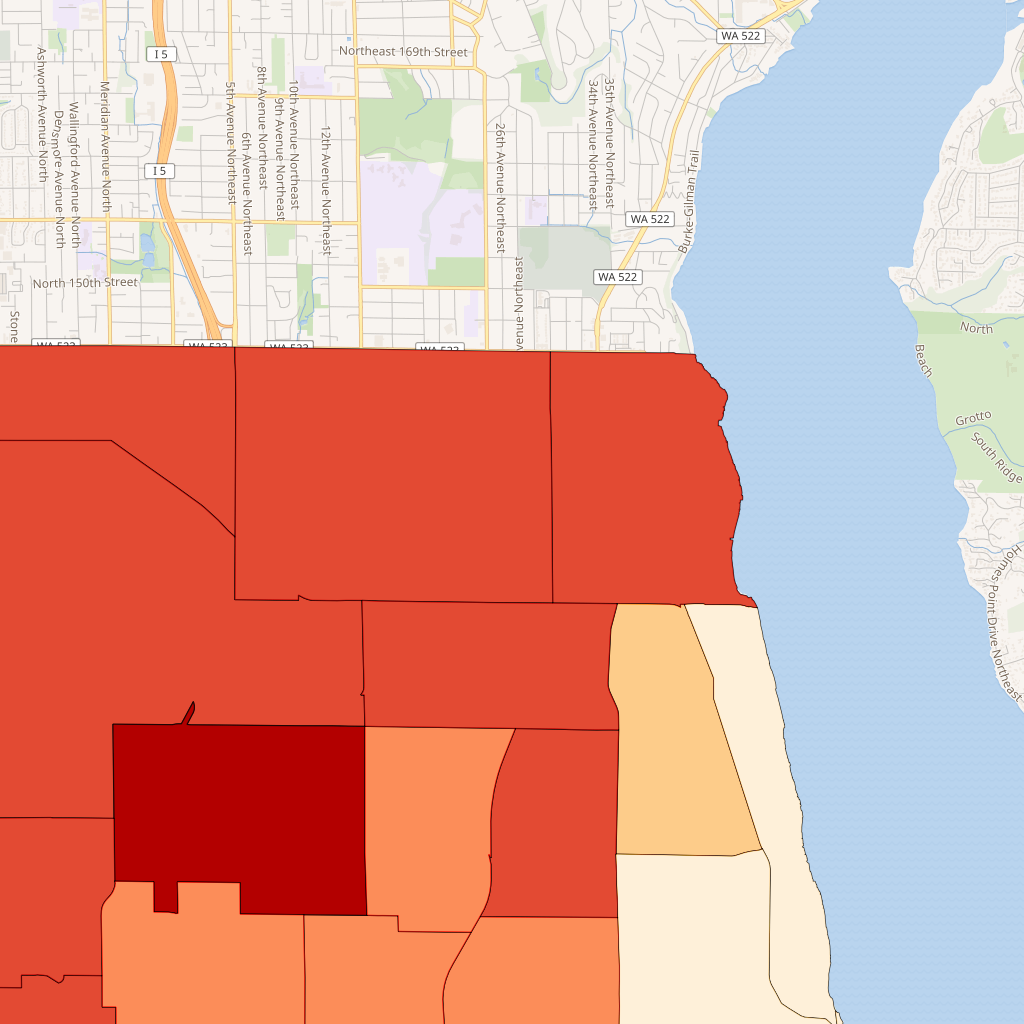 WA 522
I 5
Northeast 169th Street
Ashworth Avenue North
Densmore Avenue North
Wallingford Avenue North
Meridian Avenue North
5th Avenue Northeast
6th Avenue Northeast
8th Avenue Northeast
9th Avenue Northeast
10th Avenue Northeast
12th Avenue Northeast
26th Avenue Northeast
34th Avenue Northeast
35th Avenue Northeast
Burke-Gilman Trail
I 5
WA 522
WA 522
North 150th Street
Stone
venue Northeast
North
Beach
WA 522
WA 522
WA 522
WA 522
Grotto
South Ridge
Holmes Point Drive Northeast